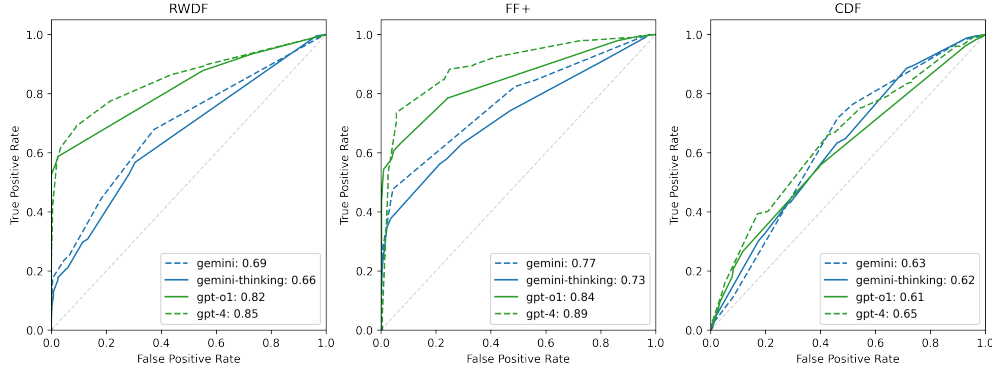 RWDF
1.0
0.8
0.6
0.4
0.2
0.0
True Positive Rate
0.0 0.2 0.4 0.6 0.8 1.0
False Positive Rate
gemini: 0.69
gemini-thinking: 0.66
gpt-o1: 0.82
gpt-4: 0.85
FF+
1.0
0.8
0.6
0.4
0.2
0.0
True Positive Rate
0.0 0.2 0.4 0.6 0.8 1.0
False Positive Rate
gemini: 0.77
gemini-thinking: 0.73
gpt-o1: 0.84
gpt-4: 0.89
CDF
1.0
0.8
0.6
0.4
0.2
0.0
True Positive Rate
0.0 0.2 0.4 0.6 0.8 1.0
False Positive Rate
gemini: 0.63
gemini-thinking: 0.62
gpt-o1: 0.61
gpt-4: 0.65